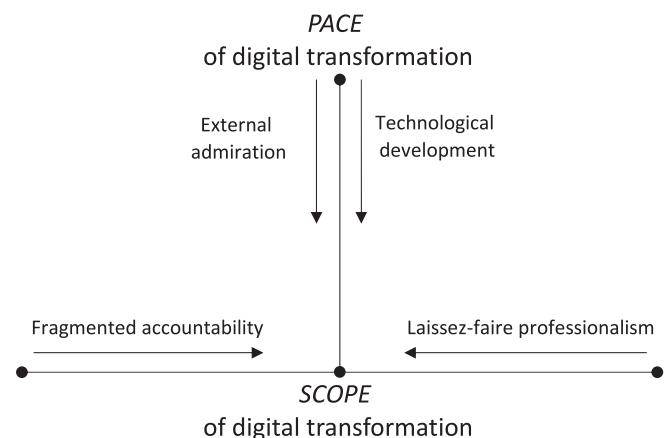 PACE
of digital transformation
External
admiration
Technological
development
Fragmented accountability
Laissez-faire professionalism
SCOPE
of digital transformation